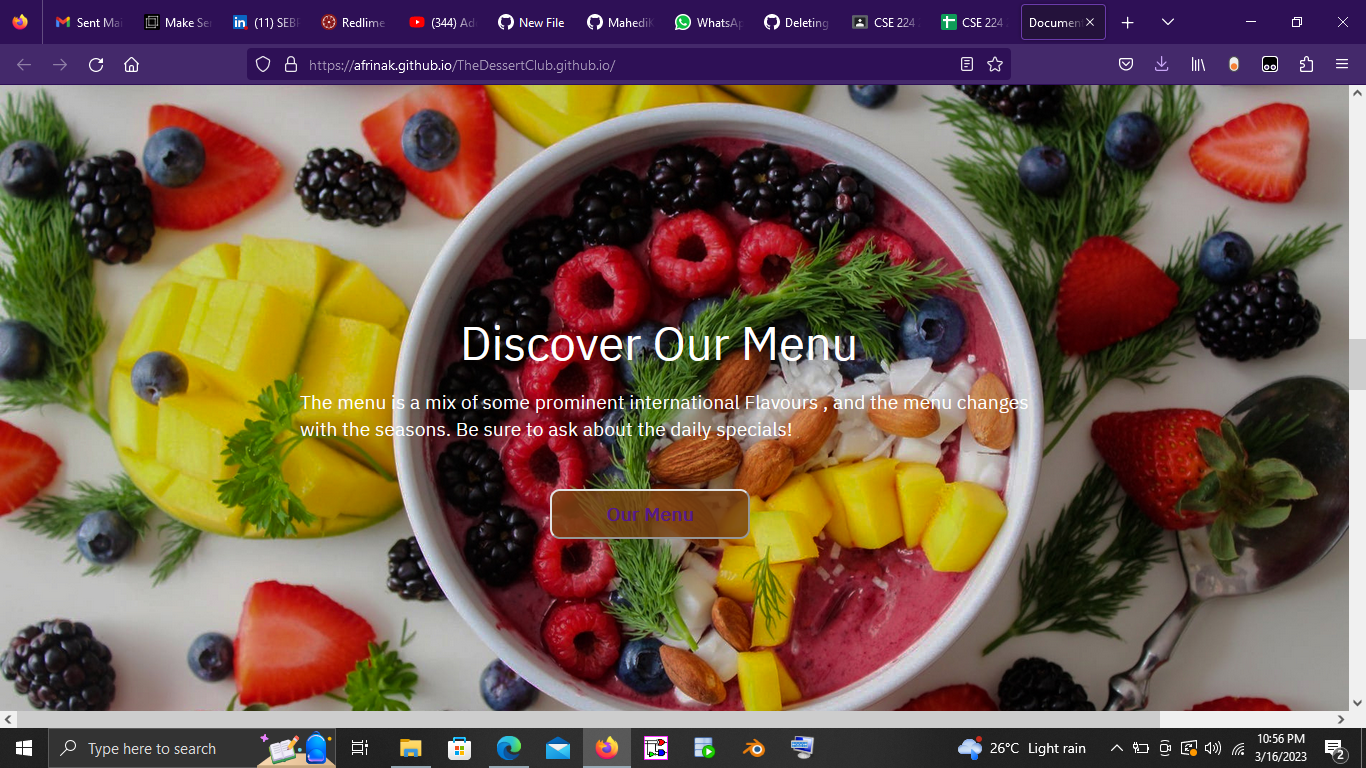 Sent Mai
Make Se
(11) SEB
Redlime
(344) Ad
New File
MahediK
WhatsAp
Deleting
CSE 224
CSE 224
Document
https://afrinak.github.io/TheDessertClub.github.io/
Discover Our Menu
The menu is a mix of some prominent international Flavours , and the menu changes
with the seasons. Be sure to ask about the daily specials!
Our Menu
Type here to search
26°C Light rain
10:56 PM
3/16/2023
2